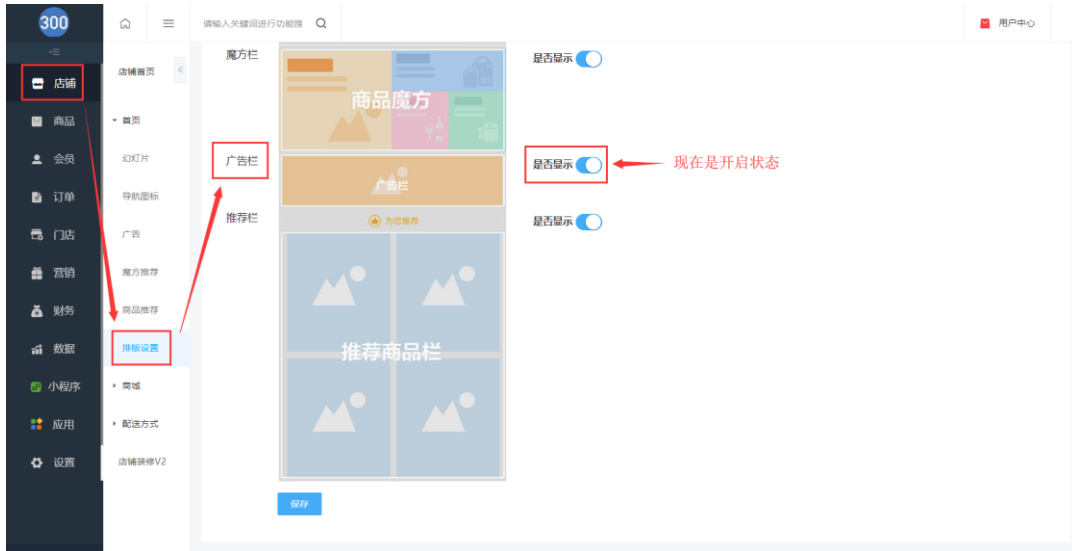 300
请输入关键词进行功能搜
用户中心
店铺
商品
会员
订单
门店
营销
财务
数据
小程序
应用
设置
店铺首页
首页
幻灯片
导航图标
广告
魔方推荐
商品推荐
排版设置
商城
配送方式
店铺装修V2
魔方栏
商品魔方
是否显示
广告栏
广告栏
是否显示
现在是开启状态
推荐栏
为您推荐
是否显示
推荐商品栏
保存